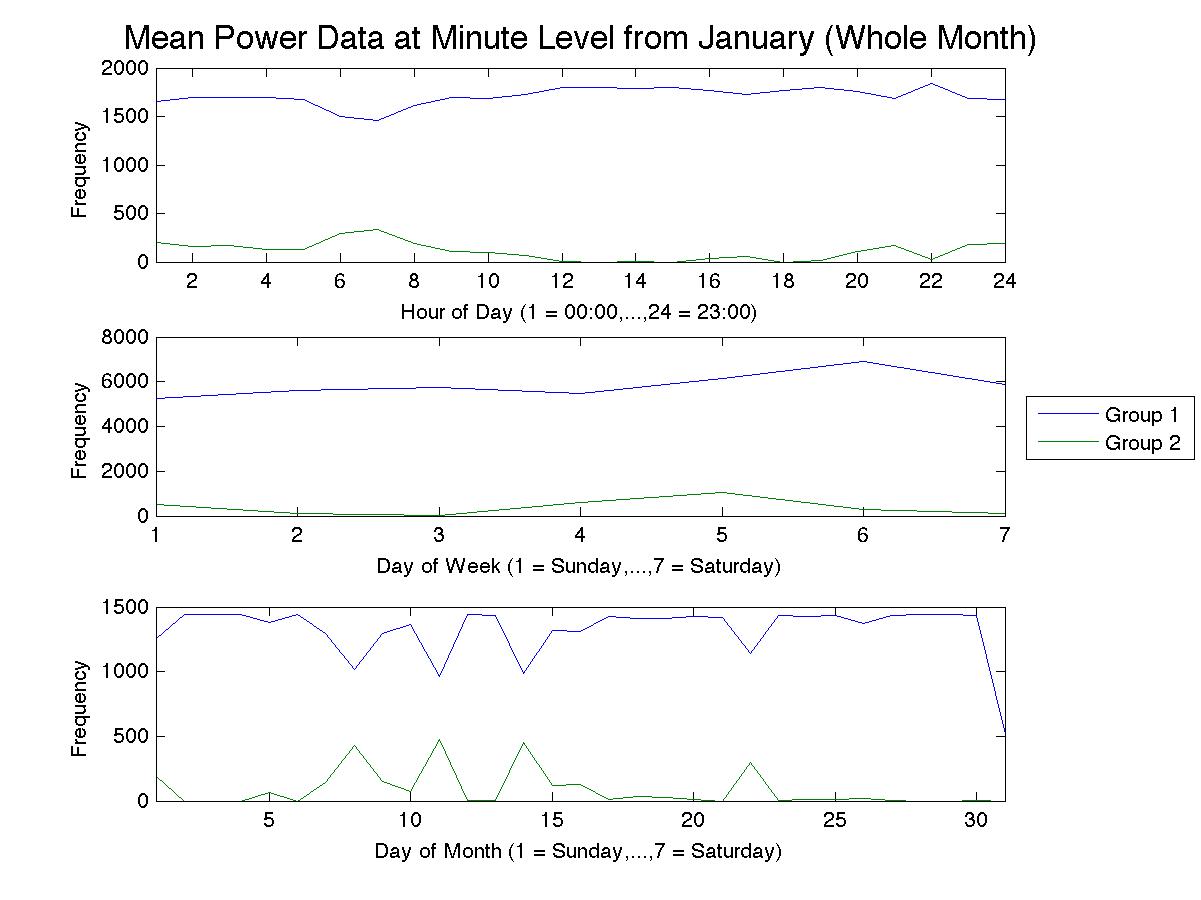 Mean Power Data at Minute Level from January (Whole Month)
2000
1500
1000
500
0
Frequency
2 4 6 8 10 12 14 16 18 20 22 24
Hour of Day (1 = 00:00,...,24 = 23:00)
8000
6000
4000
2000
0
Frequency
1 2 3 4 5 6 7
Day of Week (1 = Sunday,...,7 = Saturday)
Group 1
Group 2
1500
1000
500
0
Frequency
5 10 15 20 25 30
Day of Month (1 = Sunday,...,7 = Saturday)